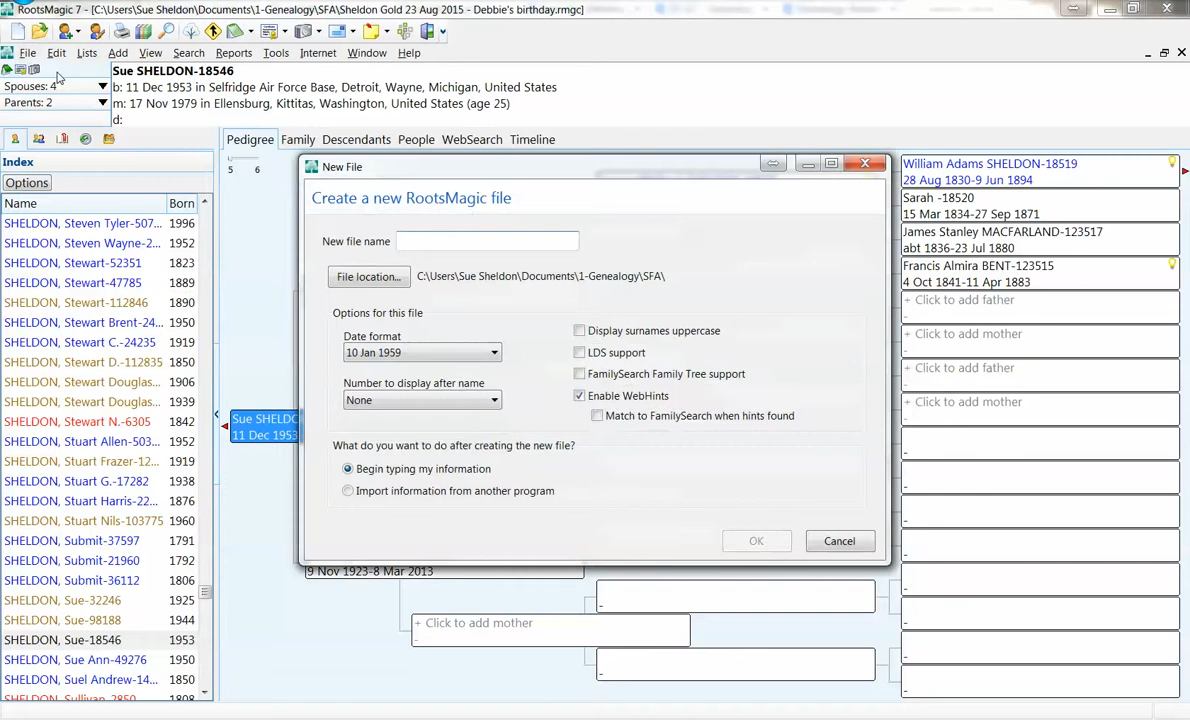 RootsMagic 7 - [C:\Users\Sue Sheldon\Documents\1-Genealogy\SFA\Sheldon Gold 23 Aug 2015 - Debbie's birthday.rmgc]
File Edit Lists Add View Search Reports Tools Internet Window Help
Sue SHELDON-18546
Spouses: 4
b: 11 Dec 1953 in Selfridge Air Force Base, Detroit, Wayne, Michigan, United States
Parents: 2
m: 17 Nov 1979 in Ellensburg, Kittitas, Washington, United States (age 25)
d:
Index
Options
Name Born
SHELDON, Steven Tyler-507... 1996
SHELDON, Steven Wayne-2... 1952
SHELDON, Stewart-52351 1823
SHELDON, Stewart-47785 1889
SHELDON, Stewart-112846 1890
SHELDON, Stewart Brent-24... 1950
SHELDON, Stewart C.-24235 1919
SHELDON, Stewart D.-112835 1850
SHELDON, Stewart Douglas... 1906
SHELDON, Stewart Douglas... 1939
SHELDON, Stewart N.-6305 1842
SHELDON, Stuart Allen-503... 1951
SHELDON, Stuart Frazer-12... 1919
SHELDON, Stuart G.-17282 1938
SHELDON, Stuart Harris-22... 1876
SHELDON, Stuart Nils-103775 1960
SHELDON, Submit-37597 1791
SHELDON, Submit-21960 1792
SHELDON, Submit-36112 1806
SHELDON, Sue-32246 1925
SHELDON, Sue-98188 1944
SHELDON, Sue-18546 1953
SHELDON, Sue Ann-49276 1950
SHELDON, Suel Andrew-14... 1850
SHELDON, Sullivan-2850 1808
Pedigree Family Descendants People WebSearch Timeline
5 6
Sue SHELDO
11 Dec 1953
New File
Create a new RootsMagic file
New file name
File location... C:\Users\Sue Sheldon\Documents\1-Genealogy\SFA\
Options for this file
Date format
10 Jan 1959
Number to display after name
None
Display surnames uppercase
LDS support
FamilySearch Family Tree support
Enable WebHints
Match to FamilySearch when hints found
What do you want to do after creating the new file?
Begin typing my information
Import information from another program
OK Cancel
9 Nov 1923-8 Mar 2013
+ Click to add mother
-
-
-
William Adams SHELDON-18519
28 Aug 1830-9 Jun 1894
Sarah -18520
15 Mar 1834-27 Sep 1871
James Stanley MACFARLAND-123517
abt 1836-23 Jul 1880
Francis Almira BENT-123515
4 Oct 1841-11 Apr 1883
+ Click to add father
-
+ Click to add mother
-
+ Click to add father
-
+ Click to add mother
-
-
-
-
-
-
-
-
-